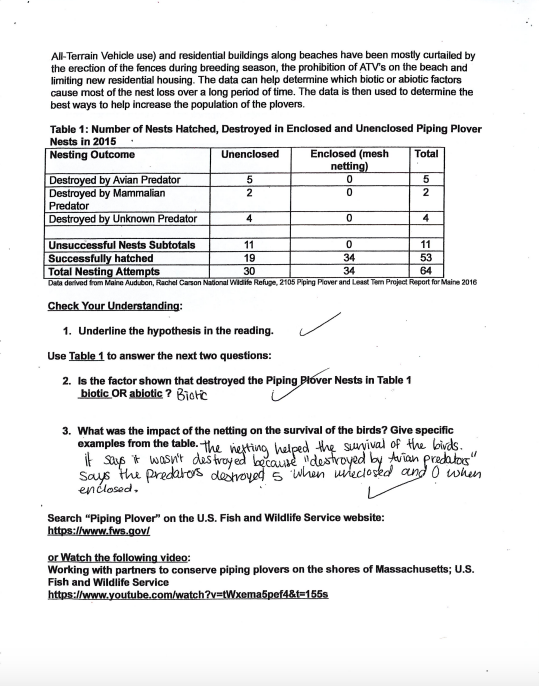 All-Terrain Vehicle use) and residential buildings along beaches have been mostly curtailed by
the erection of the fences during breeding season, the prohibition of ATV's on the beach and
limiting new residential housing. The data can help determine which biotic or abiotic factors
cause most of the nest loss over a long period of time. The data is then used to determine the
best ways to help increase the population of the plovers.
Table 1: Number of Nests Hatched, Destroyed in Enclosed and Unenclosed Piping Plover
Nests in 2015
Nesting Outcome Unenclosed Enclosed (mesh netting) Total
Destroyed by Avian Predator 5 0 5
Destroyed by Mammalian Predator 2 0 2
Destroyed by Unknown Predator 4 0 4
Unsuccessful Nests Subtotals 11 0 11
Successfully hatched 19 34 53
Total Nesting Attempts 30 34 64
Data derived from Maine Audubon, Rachel Carson National Wildlife Refuge, 2105 Piping Plover and Least Tern Project Report for Maine 2016
Check Your Understanding:
1. Underline the hypothesis in the reading.
Use Table 1 to answer the next two questions:
2. Is the factor shown that destroyed the Piping Plover Nests in Table 1
biotic OR abiotic ? Biotic
3. What was the impact of the netting on the survival of the birds? Give specific
examples from the table. The netting helped the survival of the birds.
it says it wasn't destroyed because "destroyed by Avian predators"
says the predators destroyed 5 when uneclosed and 0 when
enclosed.
Search "Piping Plover" on the U.S. Fish and Wildlife Service website:
https://www.fws.gov/
or Watch the following video:
Working with partners to conserve piping plovers on the shores of Massachusetts; U.S.
Fish and Wildlife Service
https://www.youtube.com/watch?v=tWxema5pef4&t=155s